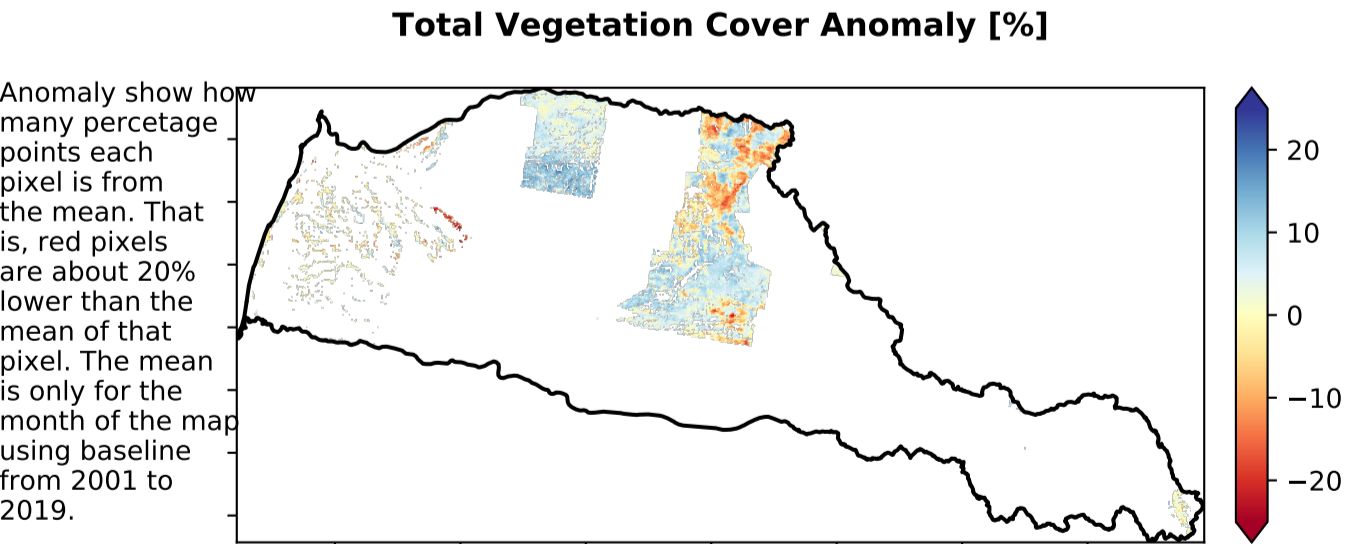 Total Vegetation Cover Anomaly [%]
Anomaly show how
many percetage
points each
pixel is from
the mean. That
is, red pixels
are about 20%
lower than the
mean of that
pixel. The mean
is only for the
month of the map
using baseline
from 2001 to
2019.
20
10
0
−10
−20